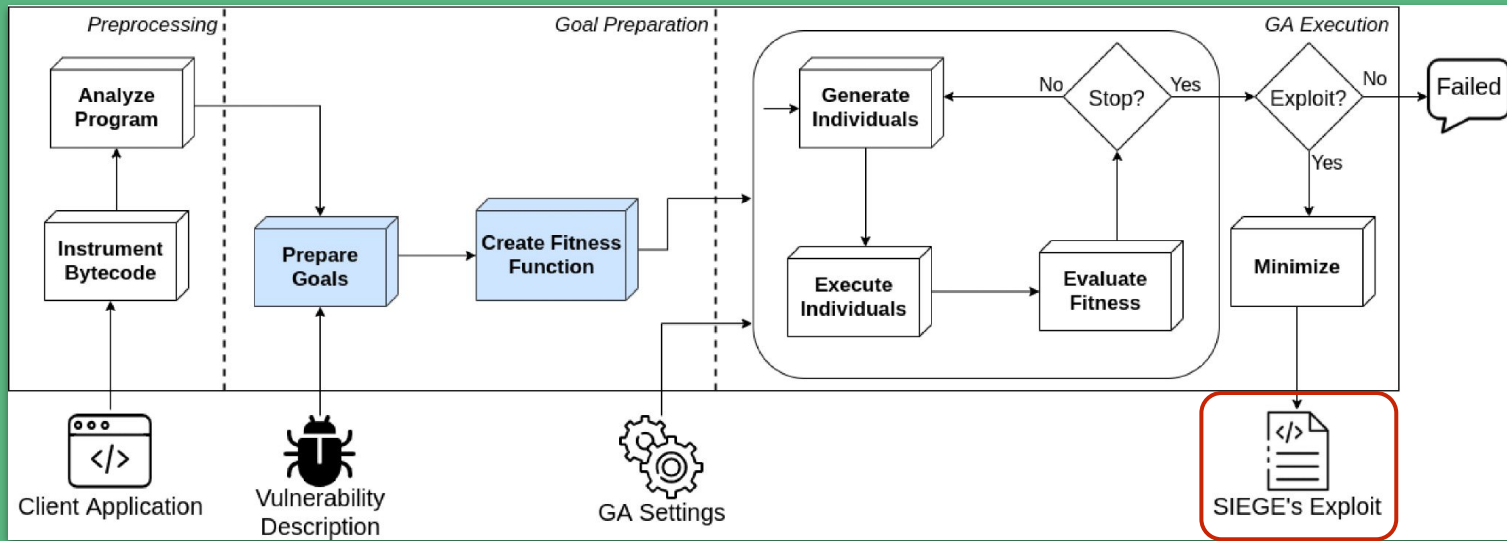 Preprocessing
Goal Preparation
GA Execution
Analyze
Program
Instrument
Bytecode
Prepare
Goals
Create Fitness
Function
Generate
Individuals
Execute
Individuals
Evaluate
Fitness
No
Stop?
Yes
Exploit?
No
Failed
Yes
Minimize
</>
Client Application
Vulnerability
Description
GA Settings
</>
SIEGE's Exploit